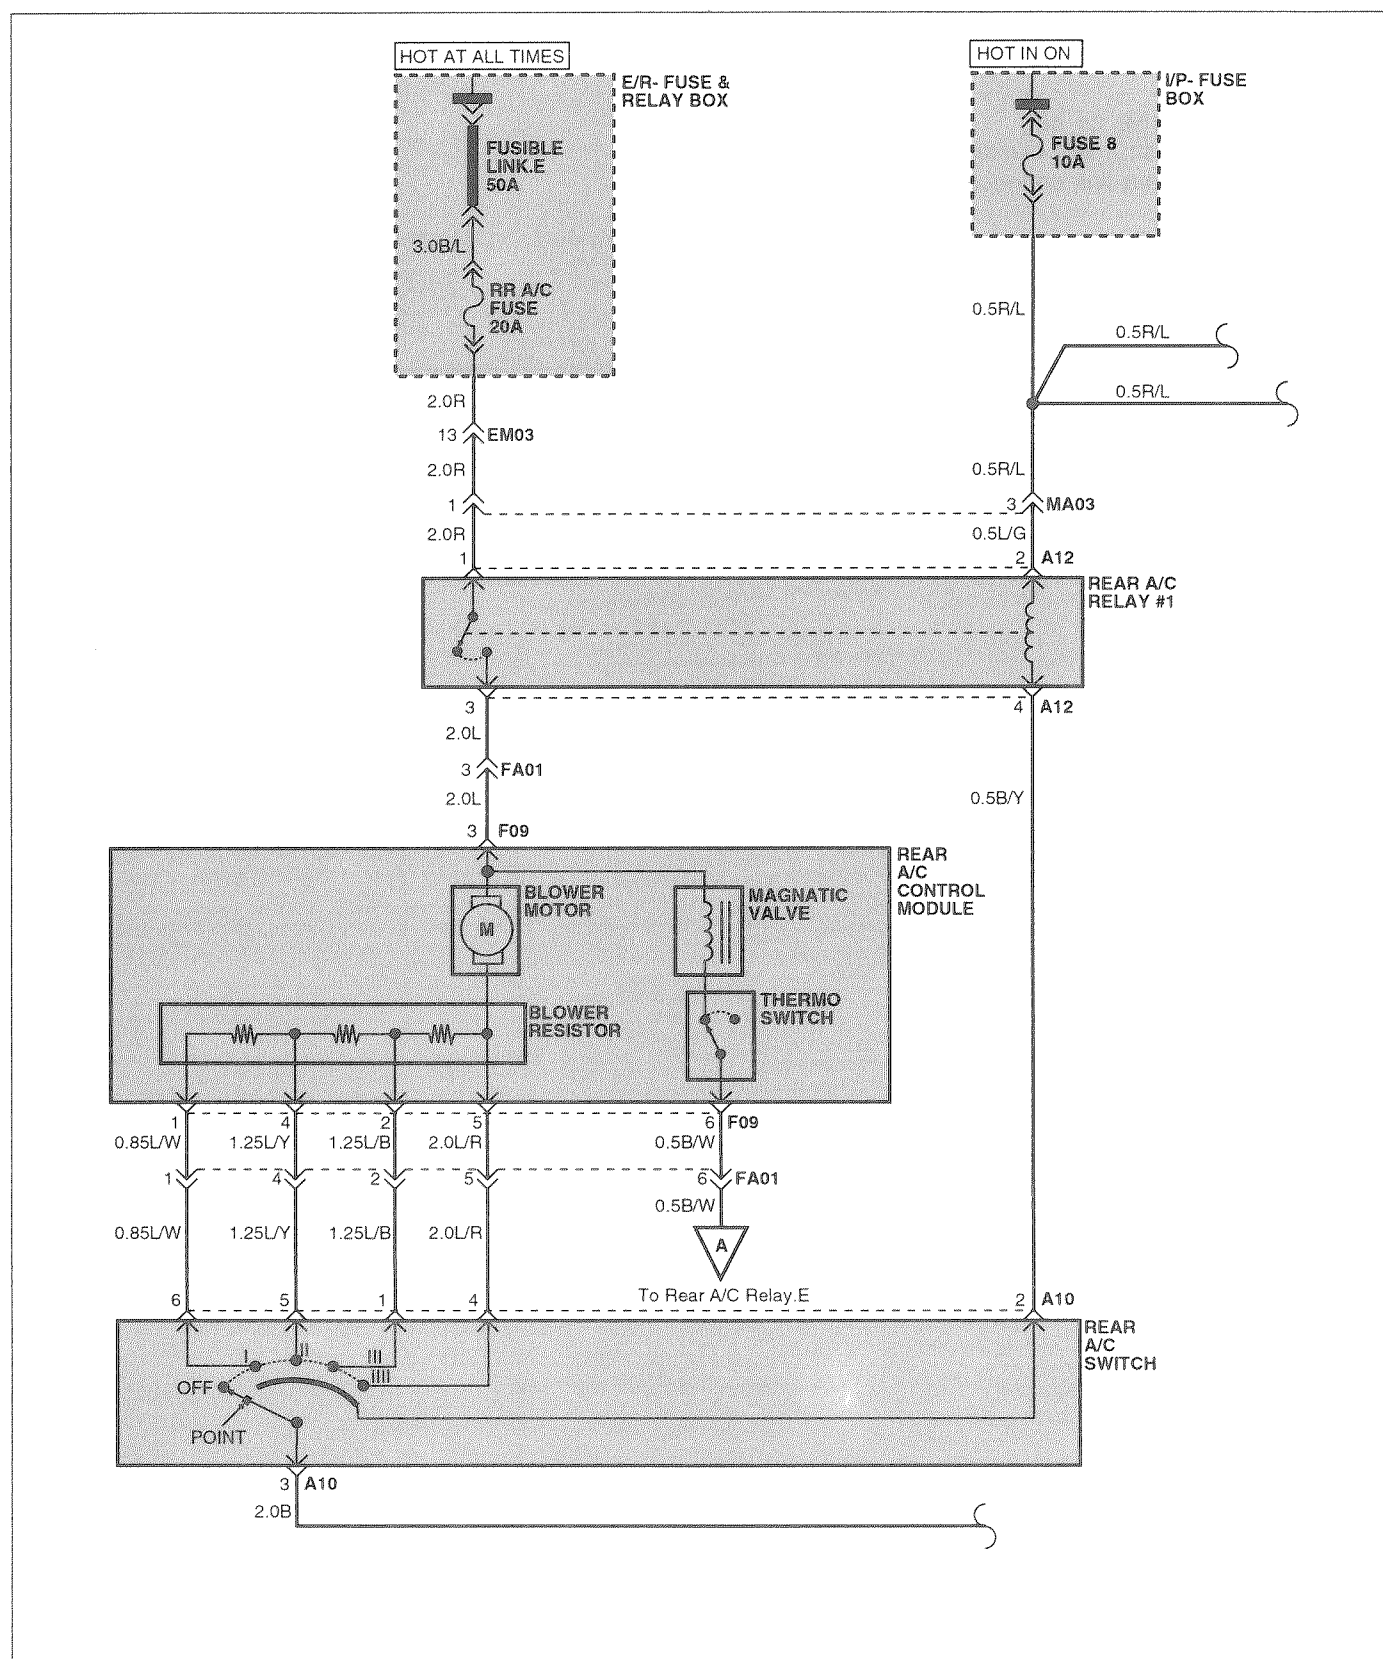 HOT AT ALL TIMES
HOT IN ON
E/R- FUSE &
RELAY BOX
I/P- FUSE
BOX
FUSIBLE
LINK.E
50A
FUSE 8
10A
3.0B/L
RR A/C
FUSE
20A
0.5R/L
0.5R/L
0.5R/L
2.0R
13 EM03
2.0R
0.5R/L
1
3 MA03
2.0R
0.5L/G
1
2 A12
REAR A/C
RELAY #1
3
4 A12
2.0L
3 FA01
2.0L
0.5B/Y
3 F09
REAR
A/C
CONTROL
MODULE
BLOWER
MOTOR
M
MAGNATIC
VALVE
THERMO
SWITCH
BLOWER
RESISTOR
1 4 2 5 6 F09
0.85L/W 1.25L/Y 1.25L/B 2.0L/R 0.5B/W
1 4 2 5 6 FA01
0.5B/W
0.85L/W 1.25L/Y 1.25L/B 2.0L/R
A
To Rear A/C Relay.E
6 5 1 4 2 A10
REAR
A/C
SWITCH
I II III IIII
OFF
POINT
3 A10
2.0B